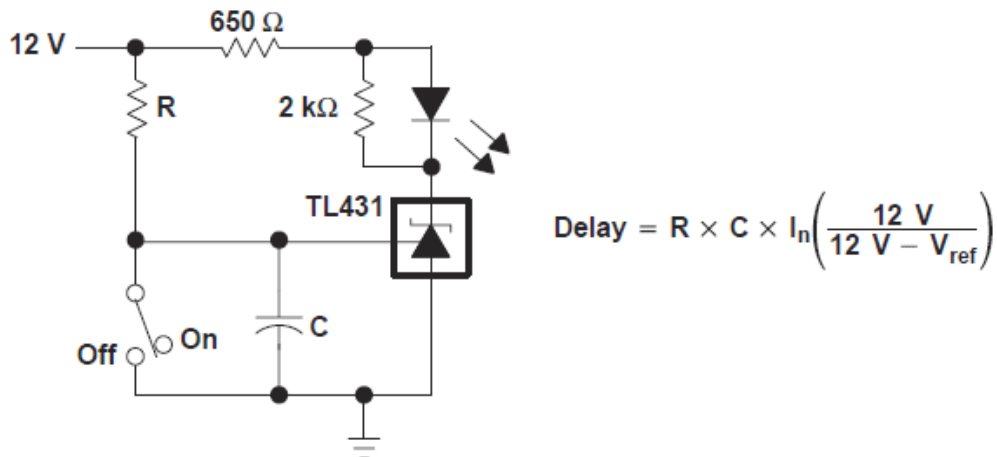 650 Ω
12 V
R
2 kΩ
TL431
Delay = R × C × In(12 V / 12 V − Vref)
C
On
Off